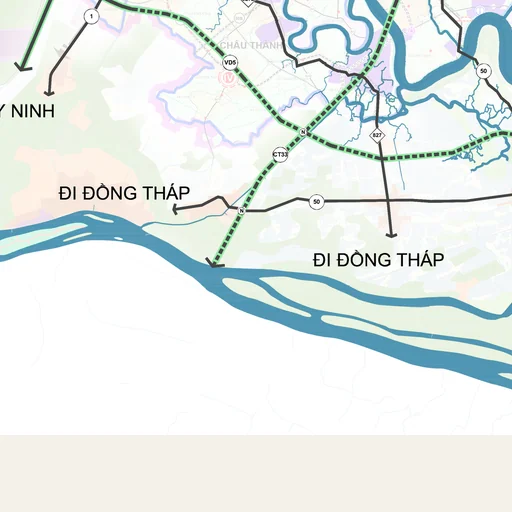 1
CHÂU THÀNH
VĐ5
50
Y NINH
N
827
CT33
ĐI ĐỒNG THÁP
50
N
ĐI ĐỒNG THÁP